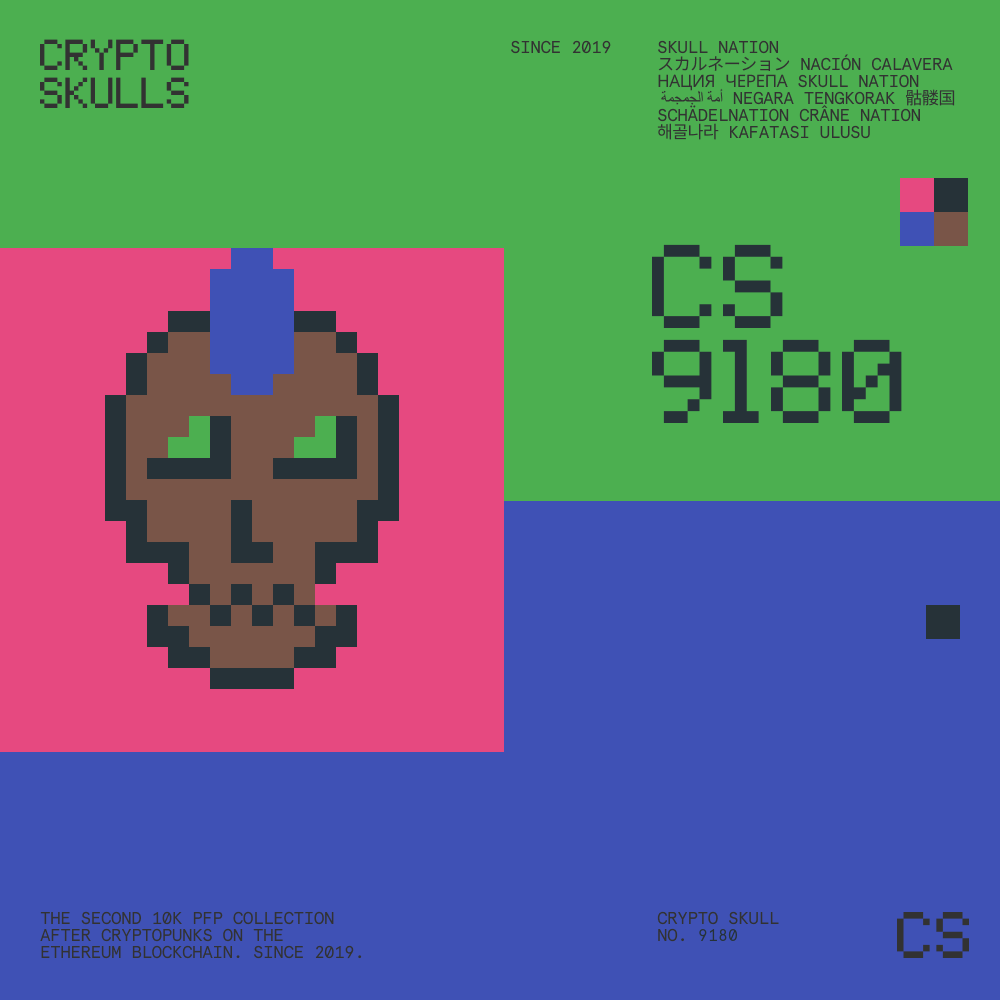 CRYPTO
SKULLS
SINCE 2019
SKULL NATION
スカルネーション NACIÓN CALAVERA
НАЦИЯ ЧЕРЕПА SKULL NATION
أمة الجمجمة NEGARA TENGKORAK 骷髅国
SCHÄDELNATION CRÂNE NATION
해골나라 KAFATASI ULUSU
CS
9180
THE SECOND 10K PFP COLLECTION
AFTER CRYPTOPUNKS ON THE
ETHEREUM BLOCKCHAIN. SINCE 2019.
CRYPTO SKULL
NO. 9180
CS